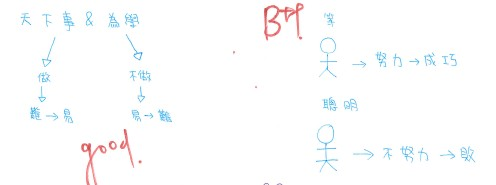 天下事 & 為學
做 不做
難→易 易→難
good.
笨
→努力→成巧
聰明
→不努力→敗